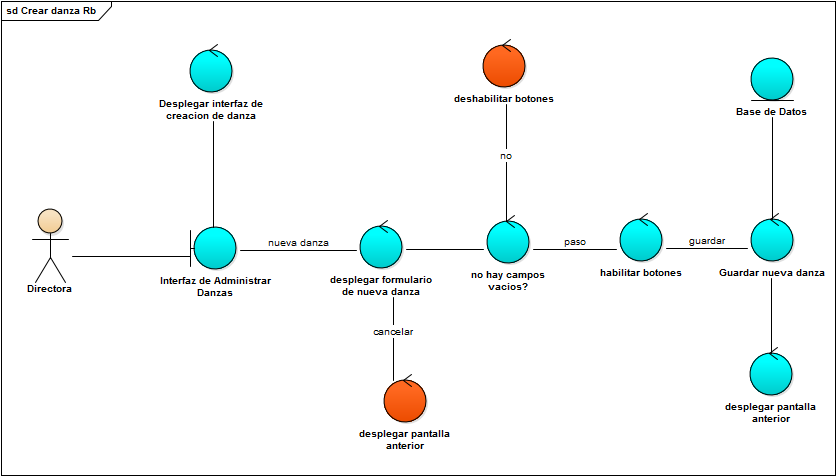 sd Crear danza Rb
Desplegar interfaz de
creacion de danza
deshabilitar botones
Base de Datos
no
Directora
Interfaz de Administrar
Danzas
nueva danza
desplegar formulario
de nueva danza
no hay campos
vacios?
paso
habilitar botones
guardar
Guardar nueva danza
cancelar
desplegar pantalla
anterior
desplegar pantalla
anterior